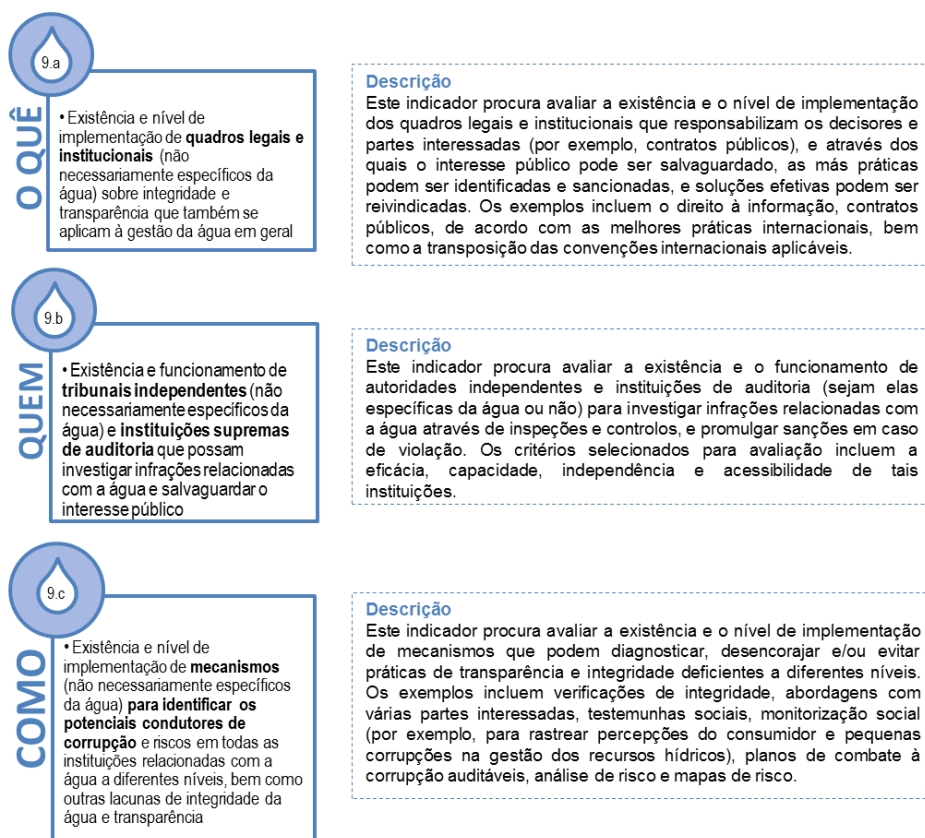 9.a
O QUÊ
• Existência e nível de
implementação de quadros legais e
institucionais (não
necessariamente específicos da
água) sobre integridade e
transparência que também se
aplicam à gestão da água em geral
Descrição
Este indicador procura avaliar a existência e o nível de implementação
dos quadros legais e institucionais que responsabilizam os decisores e
partes interessadas (por exemplo, contratos públicos), e através dos
quais o interesse público pode ser salvaguardado, as más práticas
podem ser identificadas e sancionadas, e soluções efetivas podem ser
reivindicadas. Os exemplos incluem o direito à informação, contratos
públicos, de acordo com as melhores práticas internacionais, bem
como a transposição das convenções internacionais aplicáveis.
9.b
QUEM
• Existência e funcionamento de
tribunais independentes (não
necessariamente específicos da
água) e instituições supremas
de auditoria que possam
investigar infrações relacionadas
com a água e salvaguardar o
interesse público
Descrição
Este indicador procura avaliar a existência e o funcionamento de
autoridades independentes e instituições de auditoria (sejam elas
específicas da água ou não) para investigar infrações relacionadas com
a água através de inspeções e controlos, e promulgar sanções em caso
de violação. Os critérios selecionados para avaliação incluem a
eficácia, capacidade, independência e acessibilidade de tais
instituições.
9.c
COMO
• Existência e nível de
implementação de mecanismos
(não necessariamente específicos
da água) para identificar os
potenciais condutores de
corrupção e riscos em todas as
instituições relacionadas com a
água a diferentes níveis, bem como
outras lacunas de integridade da
água e transparência
Descrição
Este indicador procura avaliar a existência e o nível de implementação
de mecanismos que podem diagnosticar, desencorajar e/ou evitar
práticas de transparência e integridade deficientes a diferentes níveis.
Os exemplos incluem verificações de integridade, abordagens com
várias partes interessadas, testemunhas sociais, monitorização social
(por exemplo, para rastrear percepções do consumidor e pequenas
corrupções na gestão dos recursos hídricos), planos de combate à
corrupção auditáveis, análise de risco e mapas de risco.